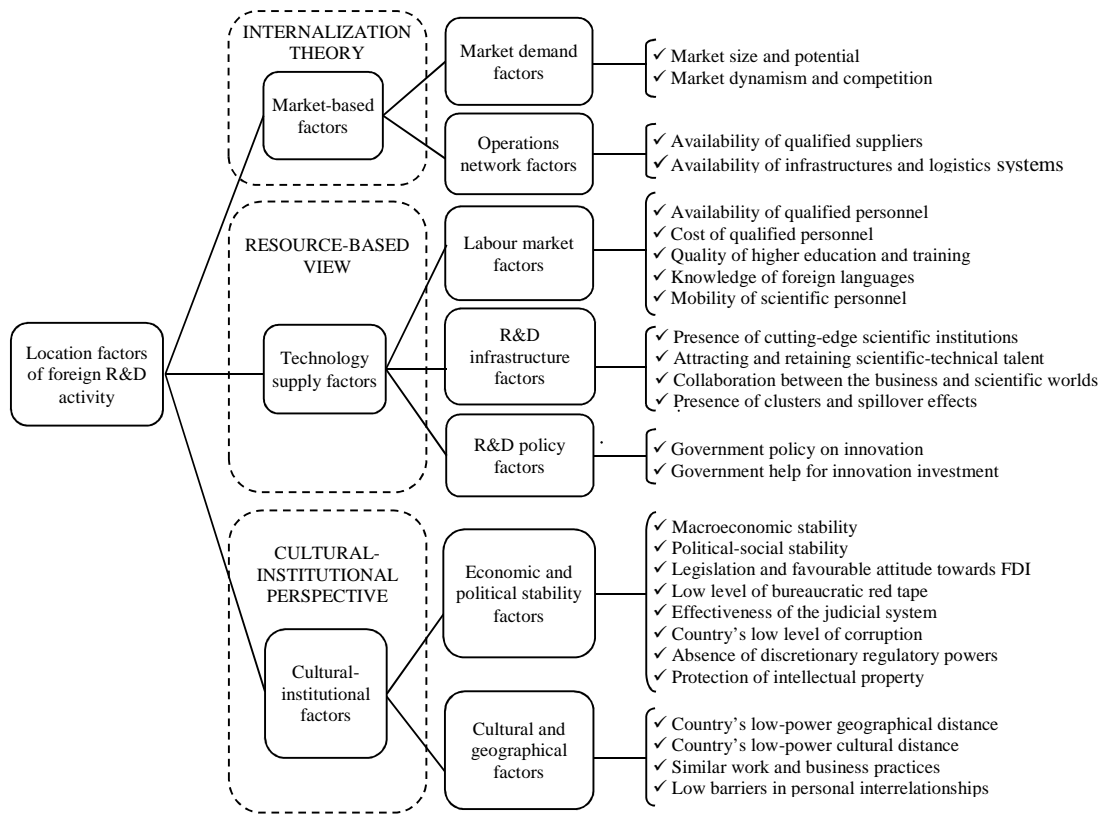 INTERNALIZATION
THEORY
Market-based
factors
Market demand
factors
✓ Market size and potential
✓ Market dynamism and competition
Operations
network factors
✓ Availability of qualified suppliers
✓ Availability of infrastructures and logistics systems
RESOURCE-BASED
VIEW
Location factors
of foreign R&D
activity
Technology
supply factors
Labour market
factors
✓ Availability of qualified personnel
✓ Cost of qualified personnel
✓ Quality of higher education and training
✓ Knowledge of foreign languages
✓ Mobility of scientific personnel
R&D
infrastructure
factors
✓ Presence of cutting-edge scientific institutions
✓ Attracting and retaining scientific-technical talent
✓ Collaboration between the business and scientific worlds
✓ Presence of clusters and spillover effects
R&D policy
factors
✓ Government policy on innovation
✓ Government help for innovation investment
CULTURAL-
INSTITUTIONAL
PERSPECTIVE
Cultural-
institutional
factors
Economic and
political stability
factors
✓ Macroeconomic stability
✓ Political-social stability
✓ Legislation and favourable attitude towards FDI
✓ Low level of bureaucratic red tape
✓ Effectiveness of the judicial system
✓ Country's low level of corruption
✓ Absence of discretionary regulatory powers
✓ Protection of intellectual property
Cultural and
geographical
factors
✓ Country's low-power geographical distance
✓ Country's low-power cultural distance
✓ Similar work and business practices
✓ Low barriers in personal interrelationships